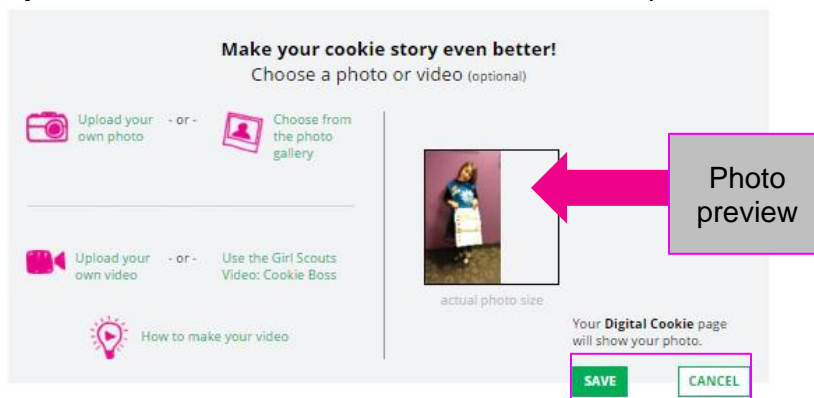 Make your cookie story even better!
Choose a photo or video (optional)
Upload your
own photo
- or -
Choose from
the photo
gallery
Upload your
own video
- or -
Use the Girl Scouts
Video: Cookie Boss
How to make your video
actual photo size
Photo
preview
Your Digital Cookie page
will show your photo.
SAVE
CANCEL